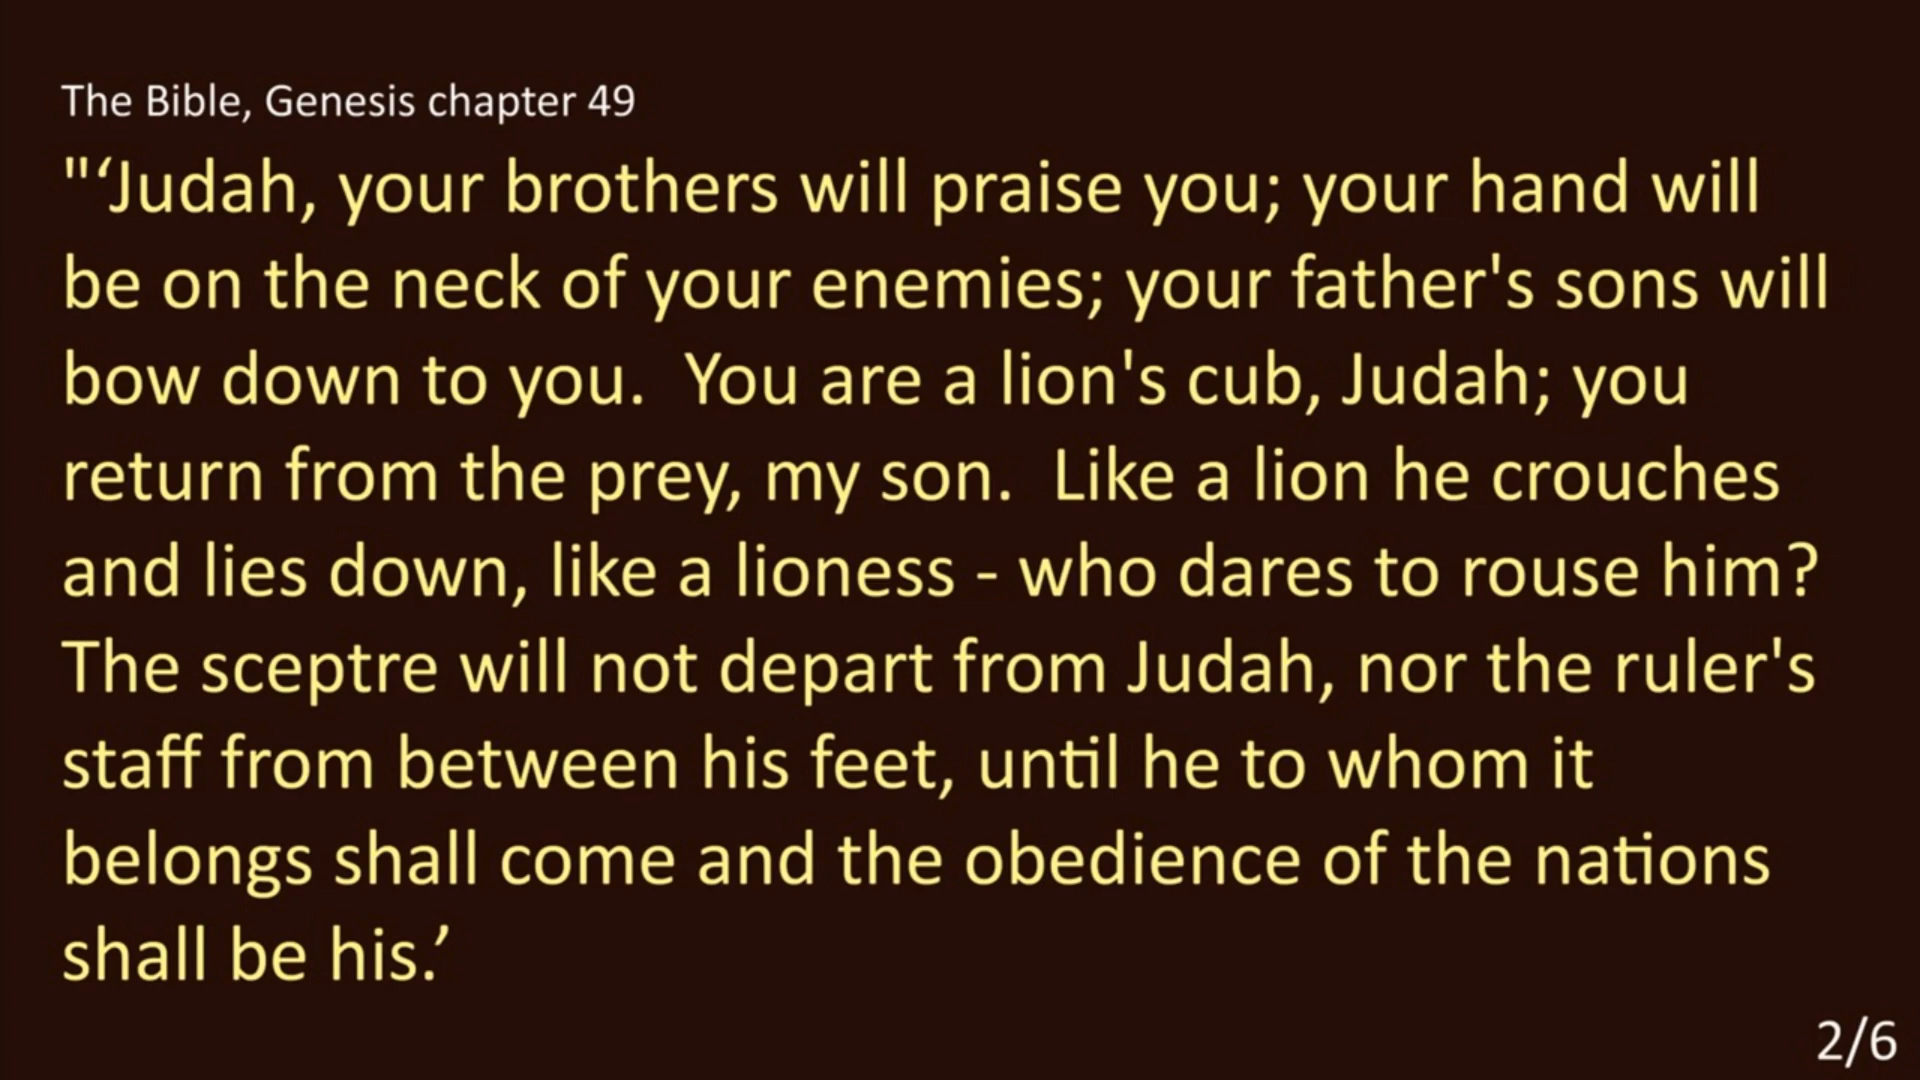 The Bible, Genesis chapter 49
"‘Judah, your brothers will praise you; your hand will
be on the neck of your enemies; your father's sons will
bow down to you.  You are a lion's cub, Judah; you
return from the prey, my son.  Like a lion he crouches
and lies down, like a lioness - who dares to rouse him?
The sceptre will not depart from Judah, nor the ruler's
staff from between his feet, until he to whom it
belongs shall come and the obedience of the nations
shall be his.’
2/6